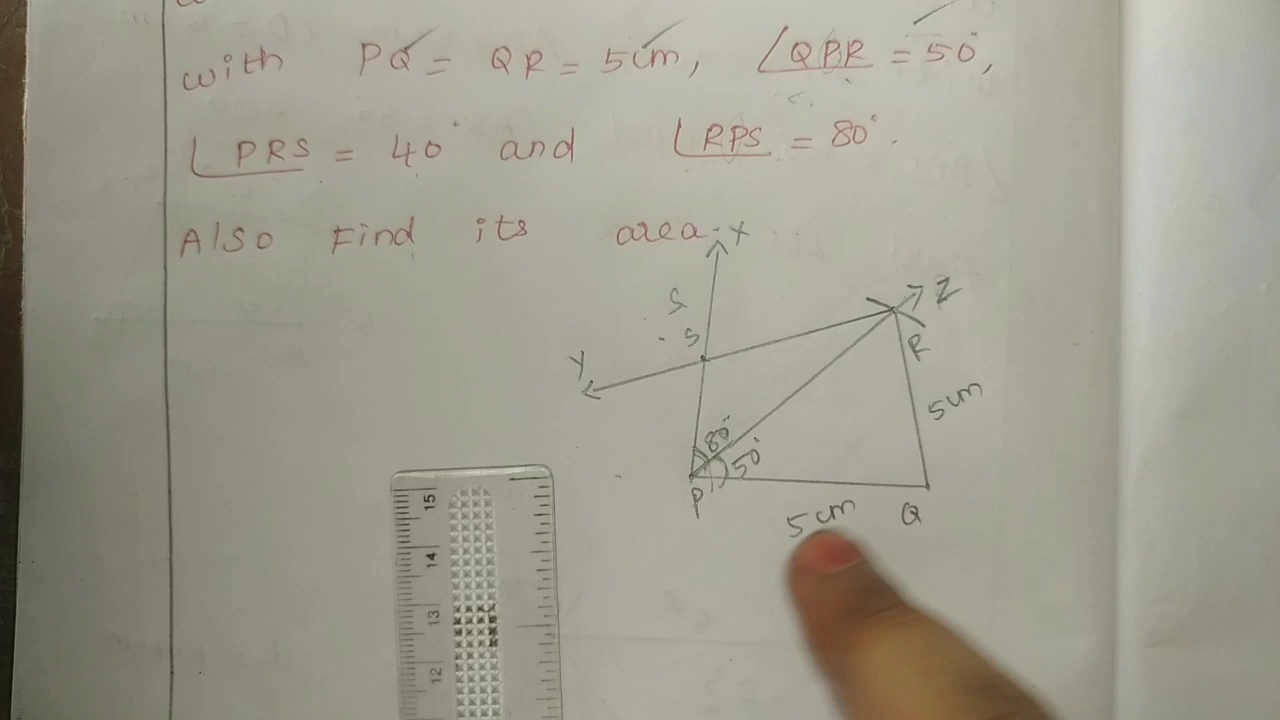 with PQ = QR = 5cm, ∠QPR = 50°,
∠PRS = 40° and ∠RPS = 80°.
Also Find its area.
X
Z
S
S
Y
R
5cm
80°
50°
P
5cm
Q
15
14
13
12